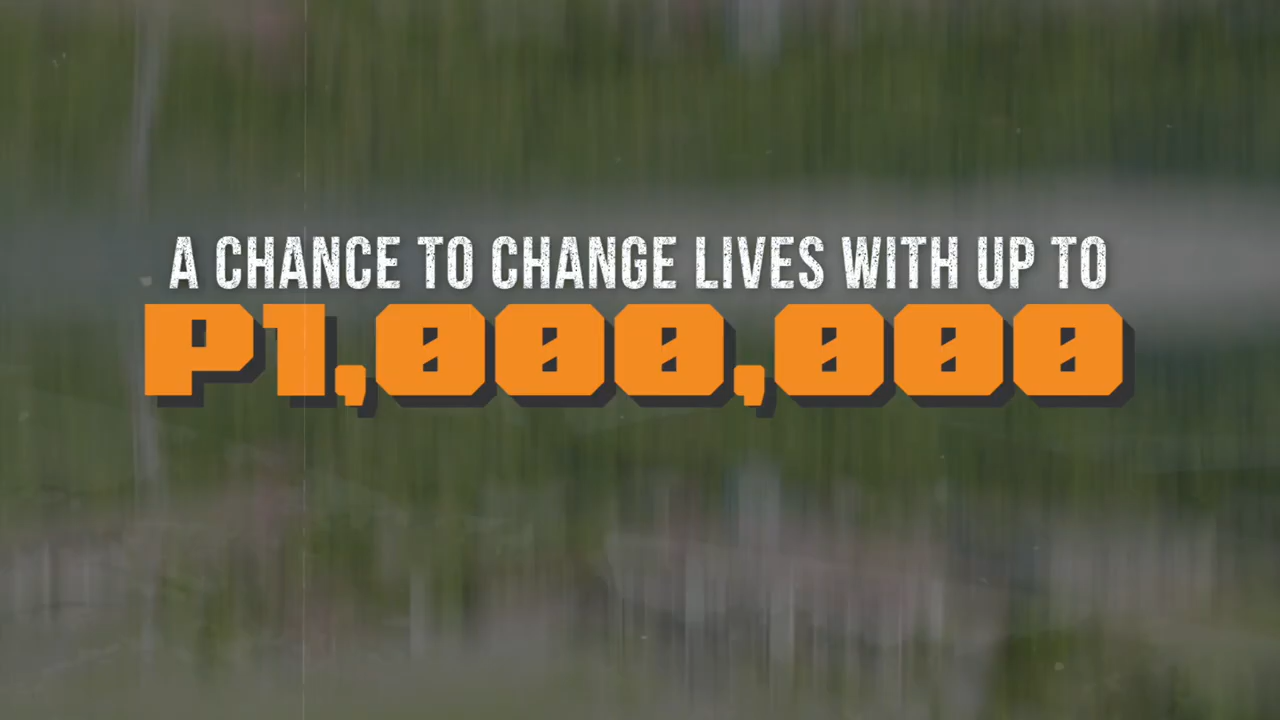 A CHANCE TO CHANGE LIVES WITH UP TO
P1,000,000